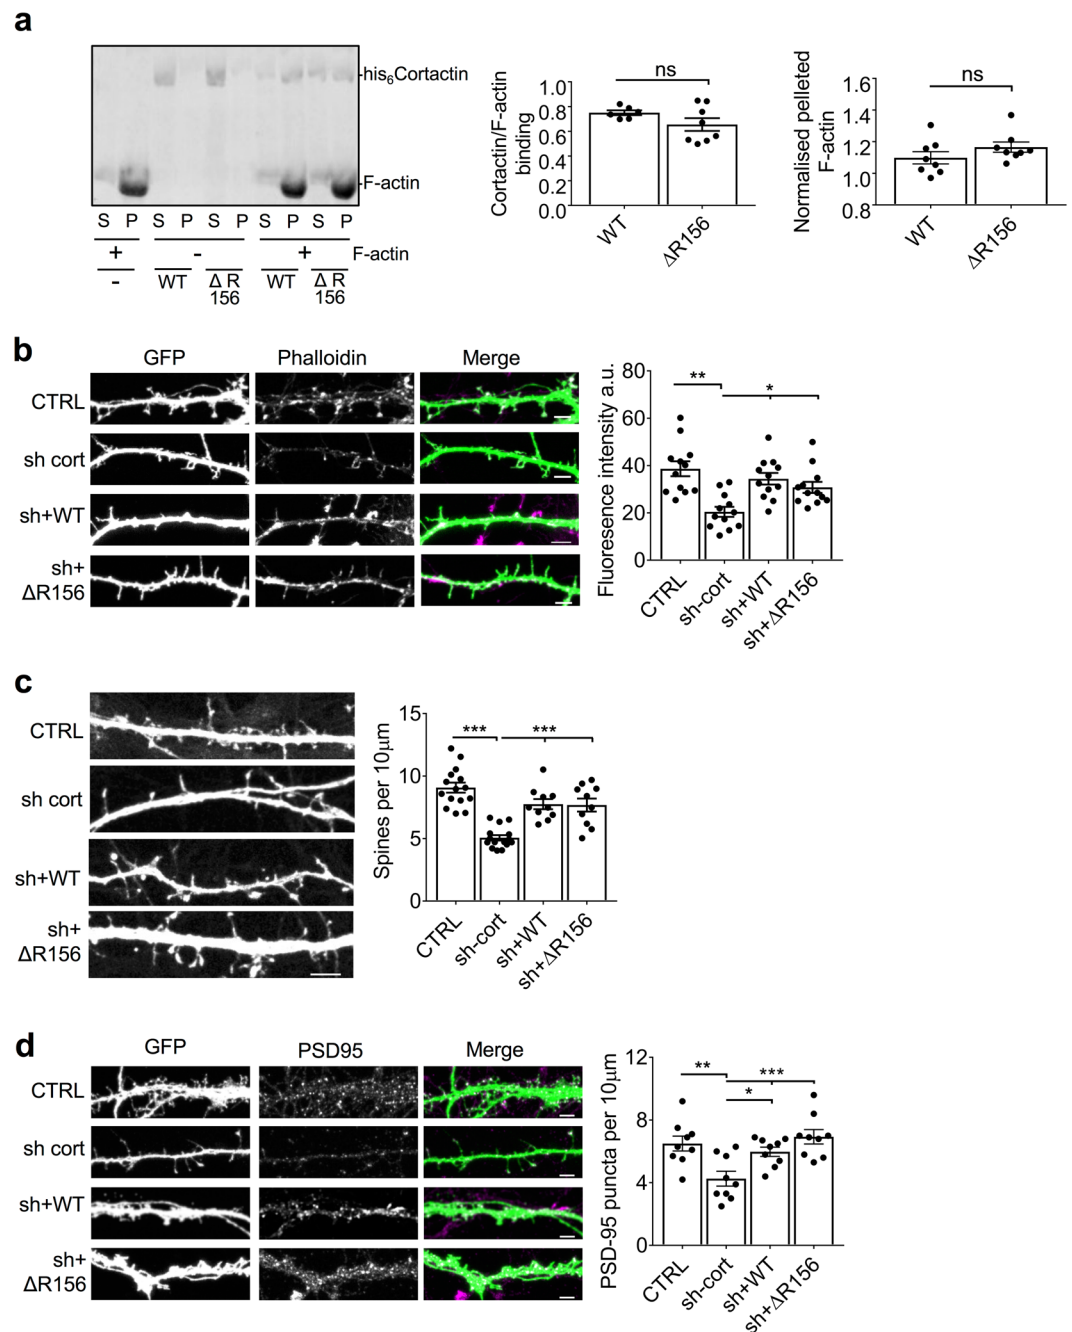 a
his6Cortactin
F-actin
S P S P S P S P S P
+ - + F-actin
- WT Δ R 156 WT Δ R 156
Cortactin/F-actin
binding
1.0
0.8
0.6
0.4
0.2
0.0
ns
WT
ΔR156
Normalised pelleted
F-actin
1.6
1.4
1.2
1.0
0.8
ns
WT
ΔR156
b
GFP Phalloidin Merge
CTRL
sh cort
sh+WT
sh+
ΔR156
Fluoresence intensity a.u.
80
60
40
20
0
** *
CTRL
sh-cort
sh+WT
sh+ΔR156
c
CTRL
sh cort
sh+WT
sh+
ΔR156
Spines per 10µm
15
10
5
0
*** ***
CTRL
sh-cort
sh+WT
sh+ΔR156
d
GFP PSD95 Merge
CTRL
sh cort
sh+WT
sh+
ΔR156
PSD-95 puncta per 10µm
12
8
4
0
** ***
*
CTRL
sh-cort
sh+WT
sh+ΔR156